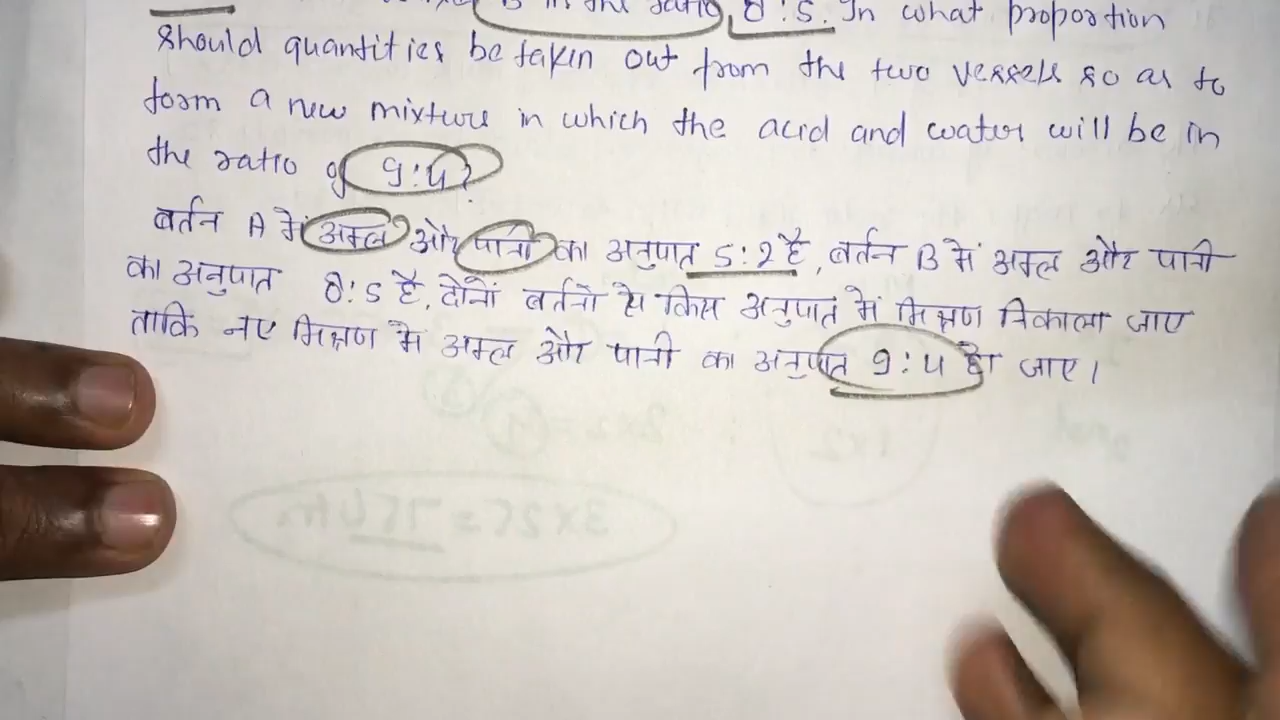 B in the ratio 8:5. In what proportion
should quantities be taken out from the two vessels so as to
form a new mixture in which the acid and water will be in
the ratio of 9:4?
बर्तन A में अम्ल और पानी का अनुपात 5:2 है, बर्तन B में अम्ल और पानी
का अनुपात 8:5 है, दोनों बर्तनो से किस अनुपात में मिश्रण निकाला जाए
ताकि नए मिश्रण में अम्ल और पानी का अनुपात 9:4 हो जाए।
3x25=75